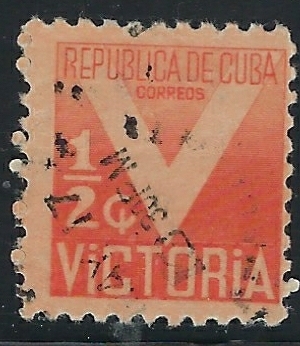 REPUBLICA DE CUBA
CORREOS
V
1/2 ¢
ViCTORiA